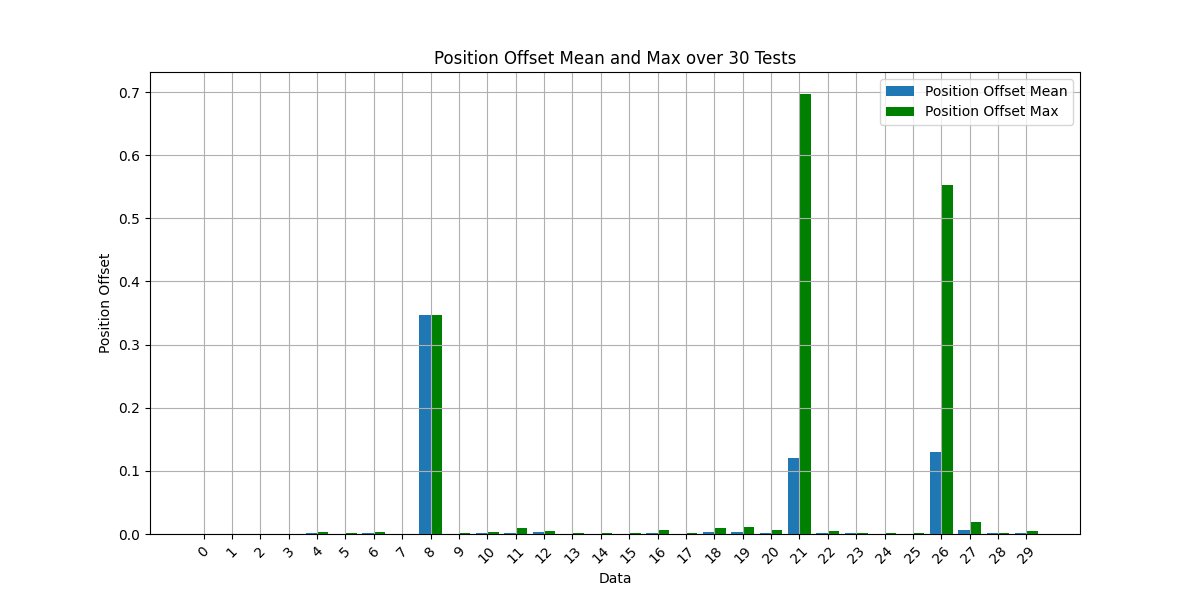 Position Offset Mean and Max over 30 Tests
Position Offset Mean
Position Offset Max
Position Offset
0.7
0.6
0.5
0.4
0.3
0.2
0.1
0.0
0 1 2 3 4 5 6 7 8 9 10 11 12 13 14 15 16 17 18 19 20 21 22 23 24 25 26 27 28 29
Data